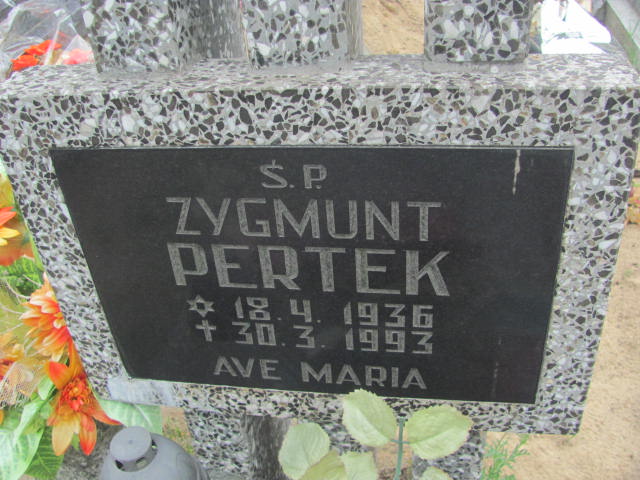 Ś.P.
ZYGMUNT
PERTEK
✡ 18.4.1936
✝ 30.3.1993
AVE MARIA